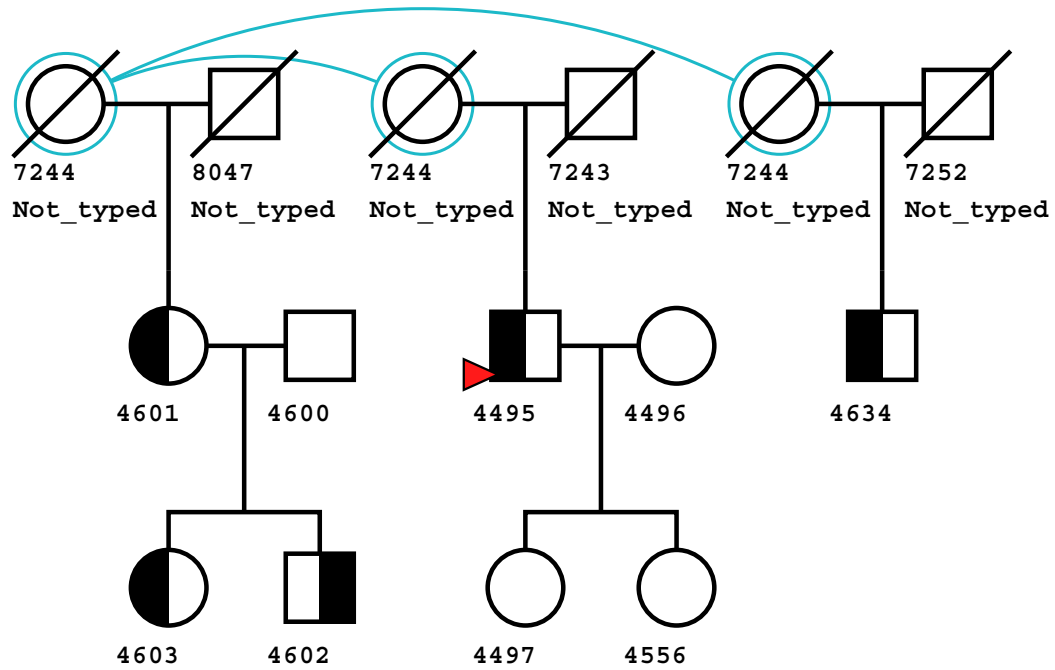 7244 8047 7244 7243 7244 7252
Not_typed Not_typed Not_typed Not_typed Not_typed Not_typed
4601 4600 4495 4496 4634
4603 4602 4497 4556